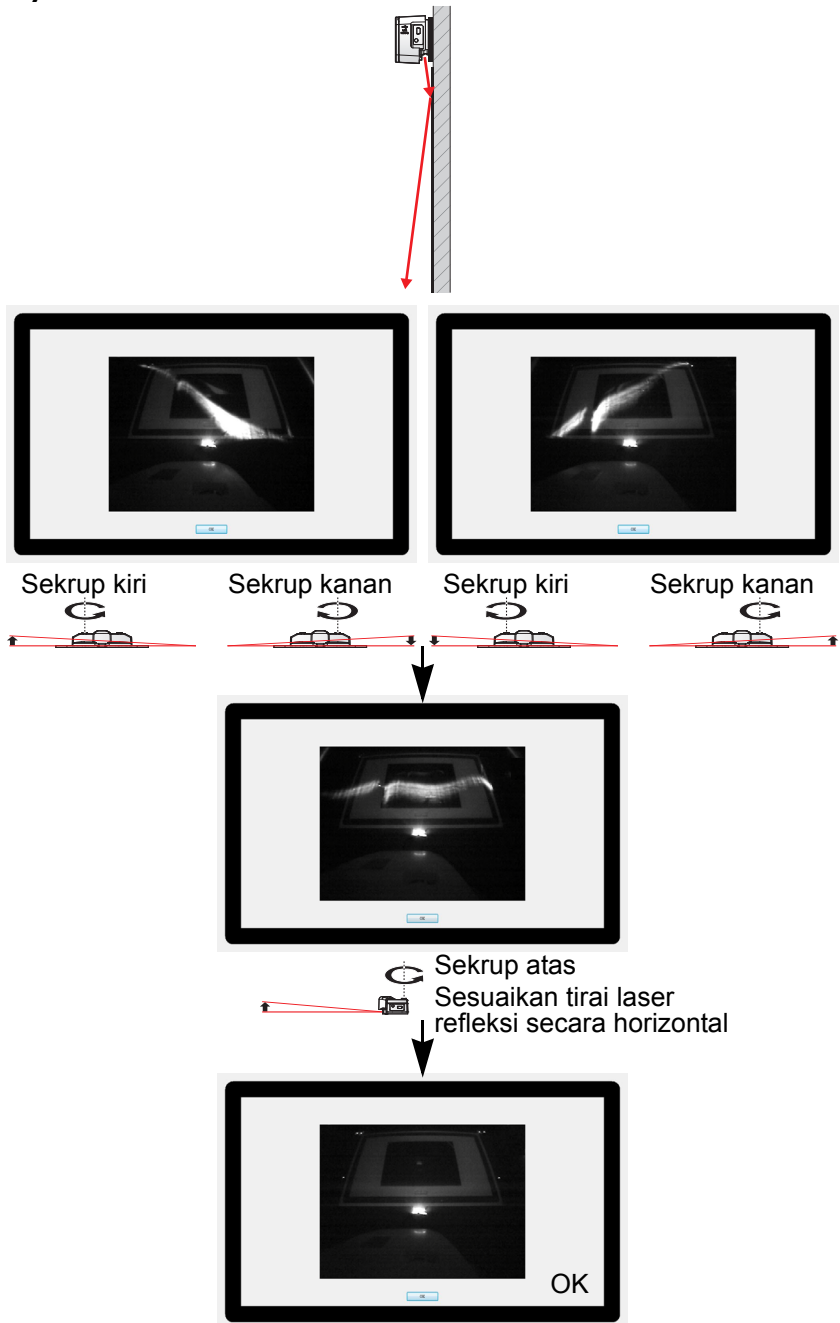 Sekrup kiri
Sekrup kanan
Sekrup kiri
Sekrup kanan
Sekrup atas
Sesuaikan tirai laser
refleksi secara horizontal
OK